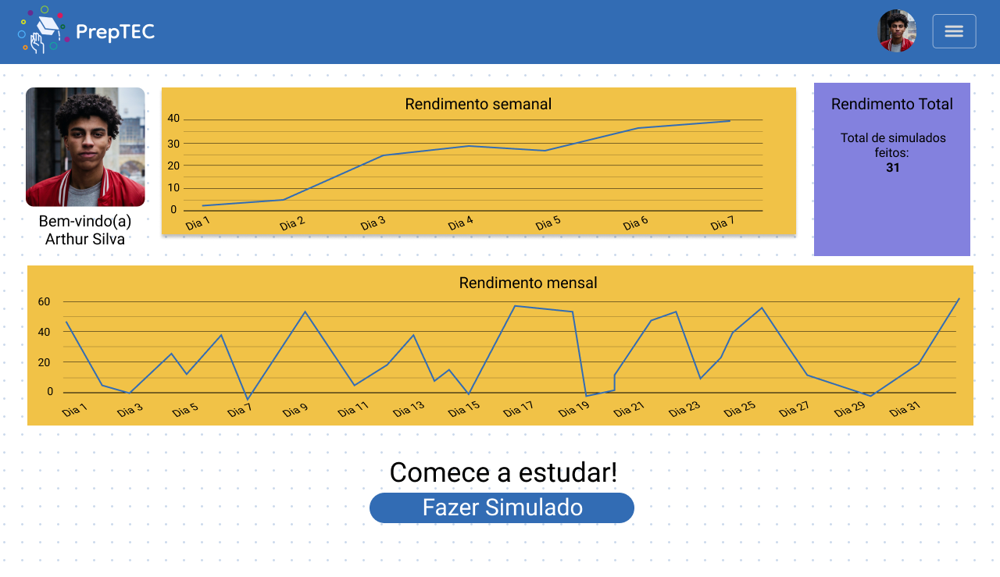 PrepTEC
Bem-vindo(a)
Arthur Silva
Rendimento semanal
40
30
20
10
0
Dia 1
Dia 2
Dia 3
Dia 4
Dia 5
Dia 6
Dia 7
Rendimento Total
Total de simulados
feitos:
31
Rendimento mensal
60
40
20
0
Dia 1
Dia 3
Dia 5
Dia 7
Dia 9
Dia 11
Dia 13
Dia 15
Dia 17
Dia 19
Dia 21
Dia 23
Dia 25
Dia 27
Dia 29
Dia 31
Comece a estudar!
Fazer Simulado